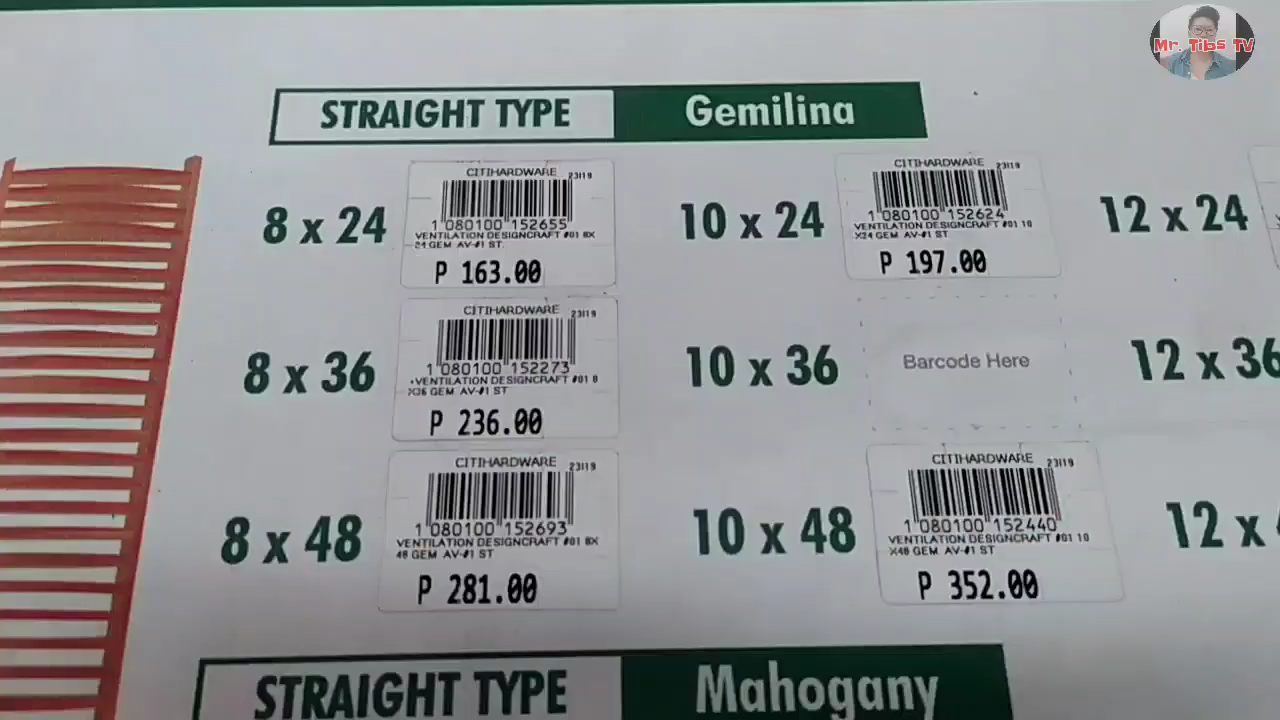 Mr. Tibs TV
STRAIGHT TYPE Gemilina
8 x 24
CITIHARDWARE
23119
1 080100 152655
VENTILATION DESIGNCRAFT #01 8X
24 GEM AV-#1 ST
P 163.00
10 x 24
CITIHARDWARE
23119
1 080100 152624
VENTILATION DESIGNCRAFT #01 10
X24 GEM AV-#1 ST
P 197.00
12 x 24
8 x 36
CITIHARDWARE
23119
1 080100 152273
VENTILATION DESIGNCRAFT #01 8
X36 GEM AV-#1 ST
P 236.00
10 x 36
Barcode Here
12 x 36
8 x 48
CITIHARDWARE
23119
1 080100 152693
VENTILATION DESIGNCRAFT #01 8X
48 GEM AV-#1 ST
P 281.00
10 x 48
CITIHARDWARE
23119
1 080100 152440
VENTILATION DESIGNCRAFT #01 10
X48 GEM AV-#1 ST
P 352.00
12 x
STRAIGHT TYPE Mahogany